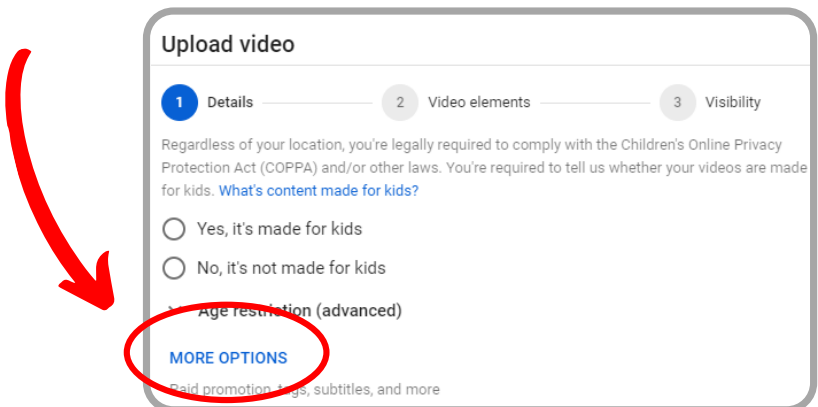 Upload video
1 Details 2 Video elements 3 Visibility
Regardless of your location, you're legally required to comply with the Children's Online Privacy
Protection Act (COPPA) and/or other laws. You're required to tell us whether your videos are made
for kids. What's content made for kids?
Yes, it's made for kids
No, it's not made for kids
Age restriction (advanced)
MORE OPTIONS
Paid promotion, tags, subtitles, and more